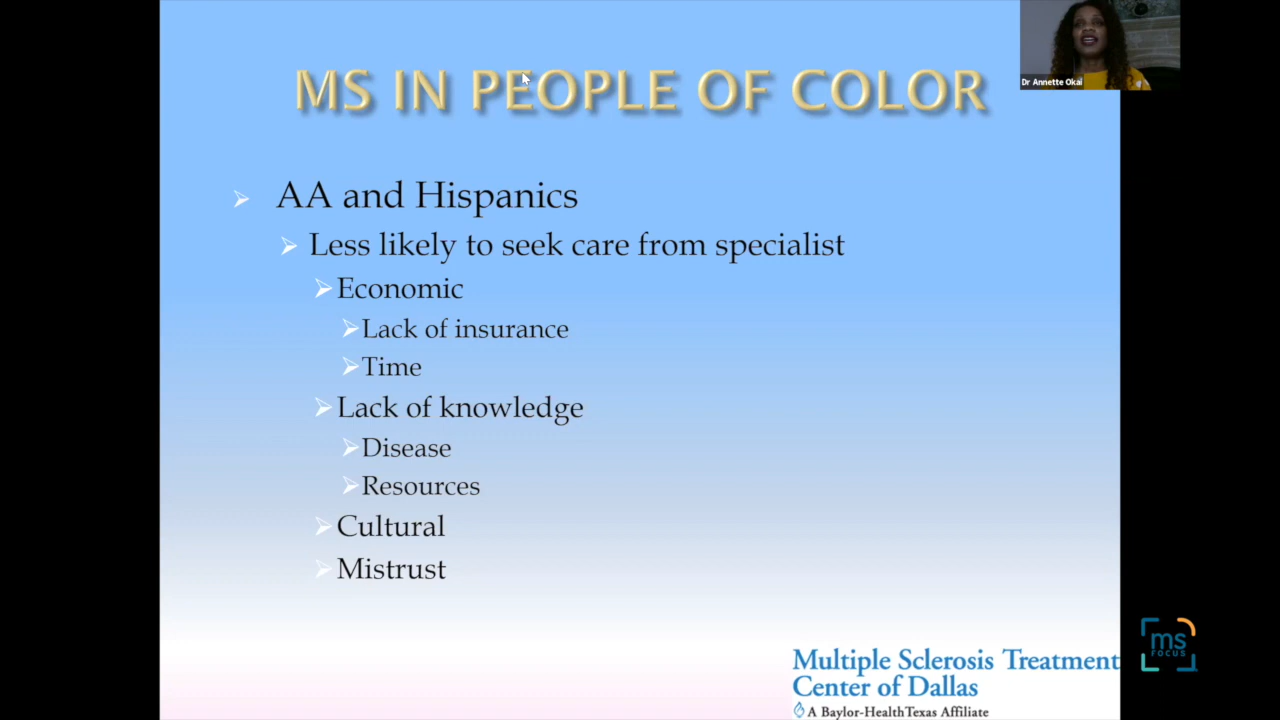 MS IN PEOPLE OF COLOR
Dr Annette Okai
AA and Hispanics
Less likely to seek care from specialist
Economic
Lack of insurance
Time
Lack of knowledge
Disease
Resources
Cultural
Mistrust
Multiple Sclerosis Treatment
Center of Dallas
A Baylor-HealthTexas Affiliate
ms
FOCUS